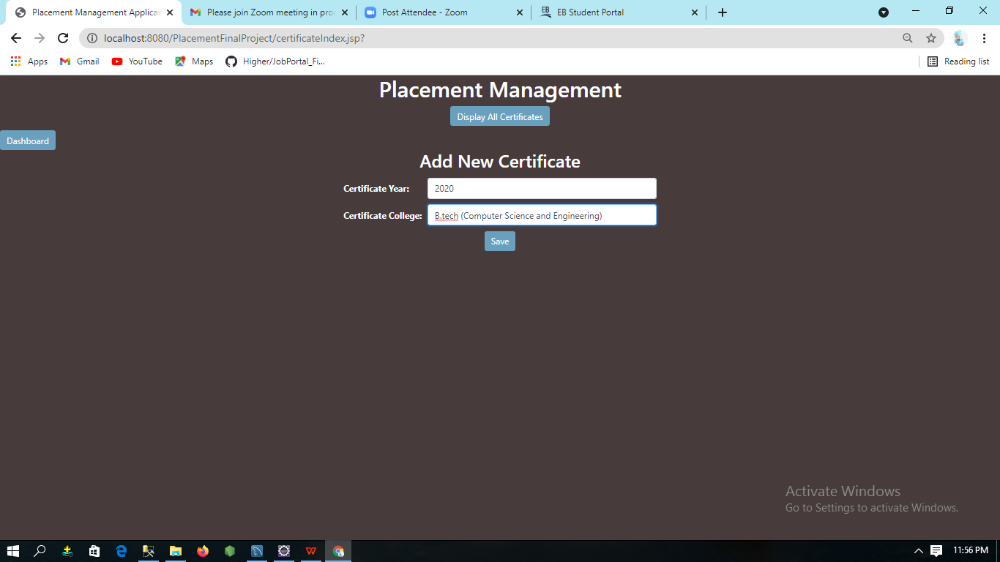 Placement Management Applicat
Please join Zoom meeting in pro
Post Attendee - Zoom
EB Student Portal
localhost:8080/PlacementFinalProject/certificateIndex.jsp?
Apps
Gmail
YouTube
Maps
Higher/JobPortal_Fi...
Reading list
Placement Management
Display All Certificates
Dashboard
Add New Certificate
Certificate Year: 2020
Certificate College: B.tech (Computer Science and Engineering)
Save
Activate Windows
Go to Settings to activate Windows.
11:56 PM